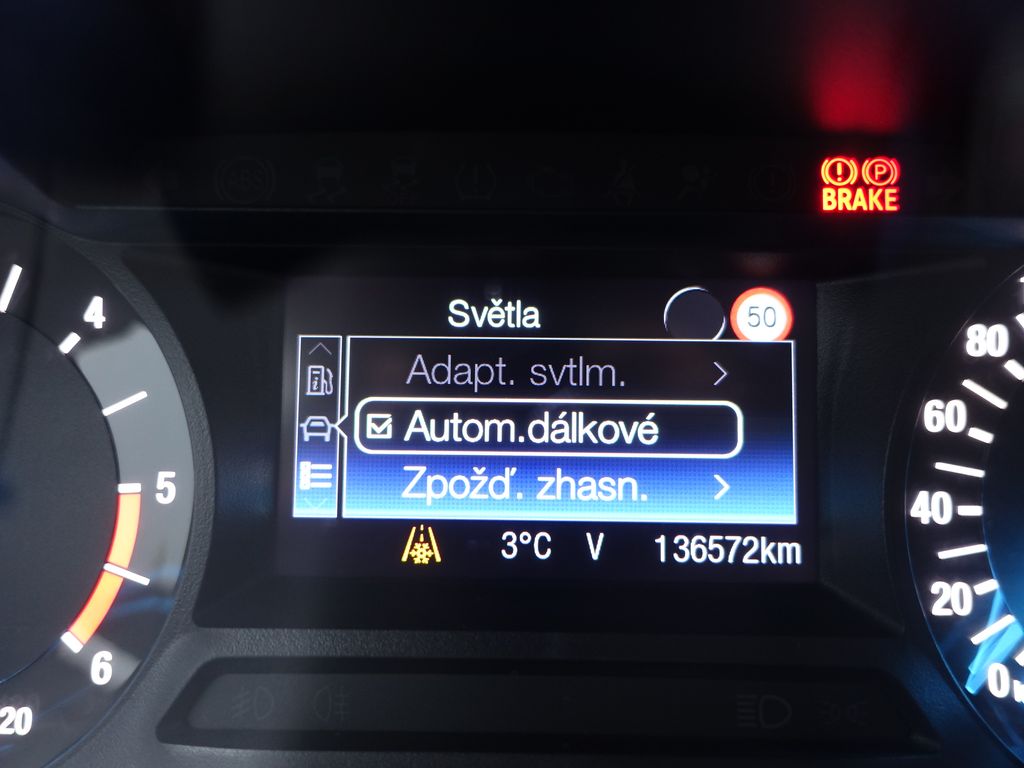 ABS
P
BRAKE
Světla
50
Adapt. svtlm.
Autom.dálkové
Zpožď. zhasn.
3°C V 136572km
4
5
6
20
80
60
40
20
0